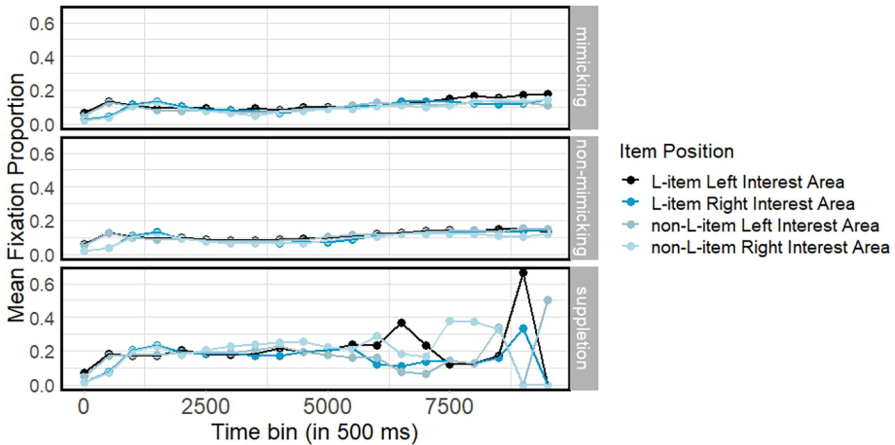 Mean Fixation Proportion
0.6
0.4
0.2
0.0
mimicking
0.6
0.4
0.2
0.0
non-mimicking
0.6
0.4
0.2
0.0
suppletion
0 2500 5000 7500
Time bin (in 500 ms)
Item Position
L-item Left Interest Area
L-item Right Interest Area
non-L-item Left Interest Area
non-L-item Right Interest Area